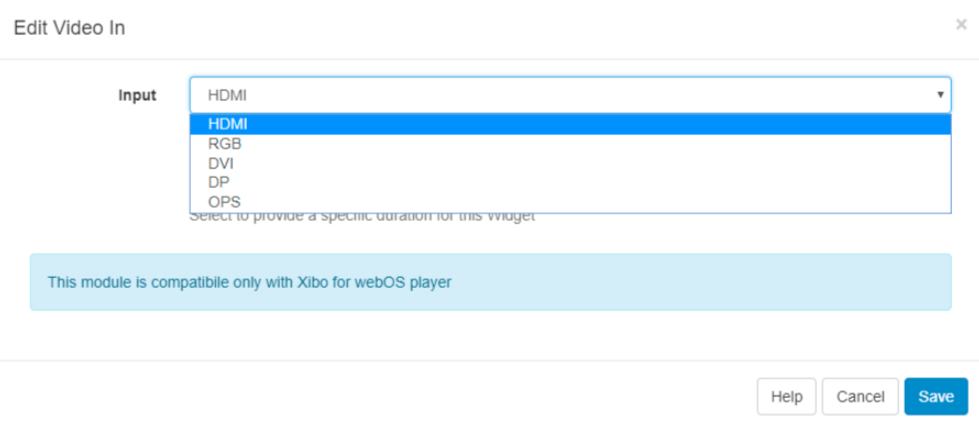 Edit Video In
×
Input
HDMI
HDMI
RGB
DVI
DP
OPS
Select to provide a specific duration for this Widget
This module is compatibile only with Xibo for webOS player
Help Cancel Save